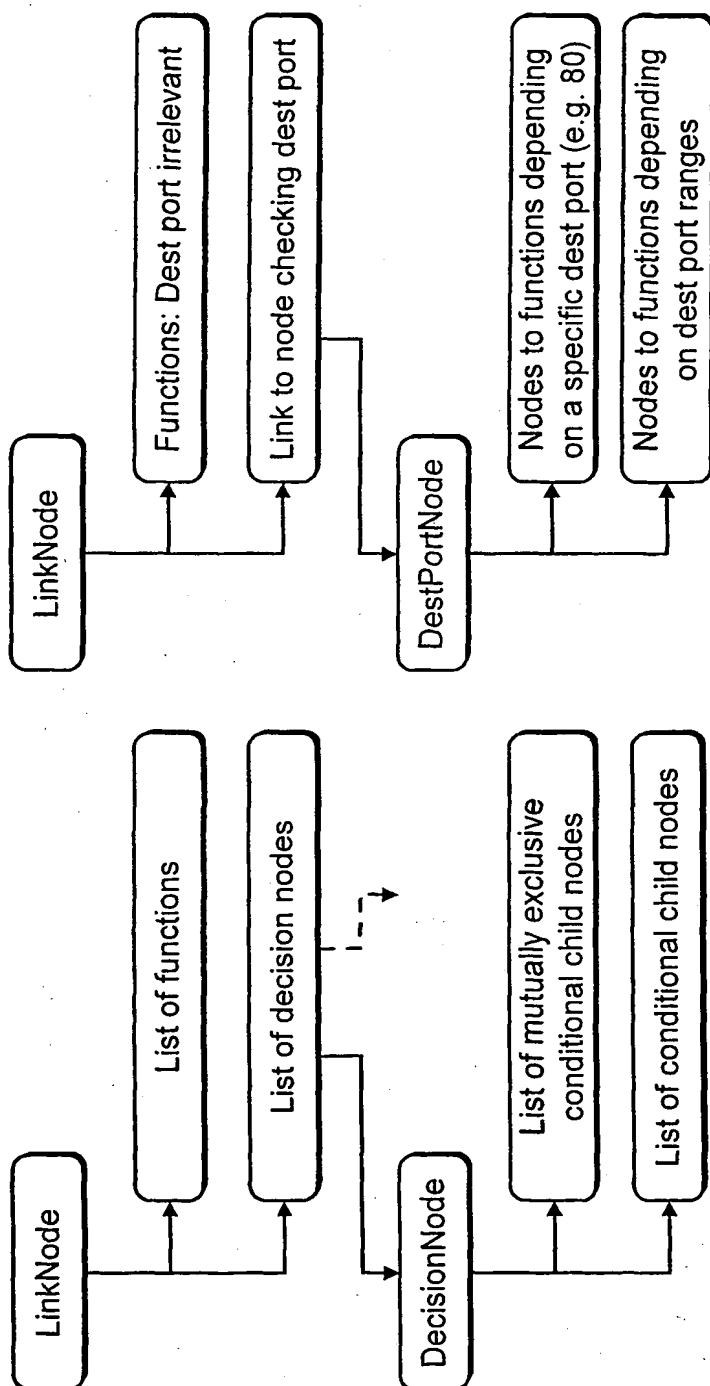 LinkNode
List of functions
List of decision nodes
DecisionNode
List of mutually exclusive
conditional child nodes
List of conditional child nodes
LinkNode
Functions: Dest port irrelevant
Link to node checking dest port
DestPortNode
Nodes to functions depending
on a specific dest port (e.g. 80)
Nodes to functions depending
on dest port ranges